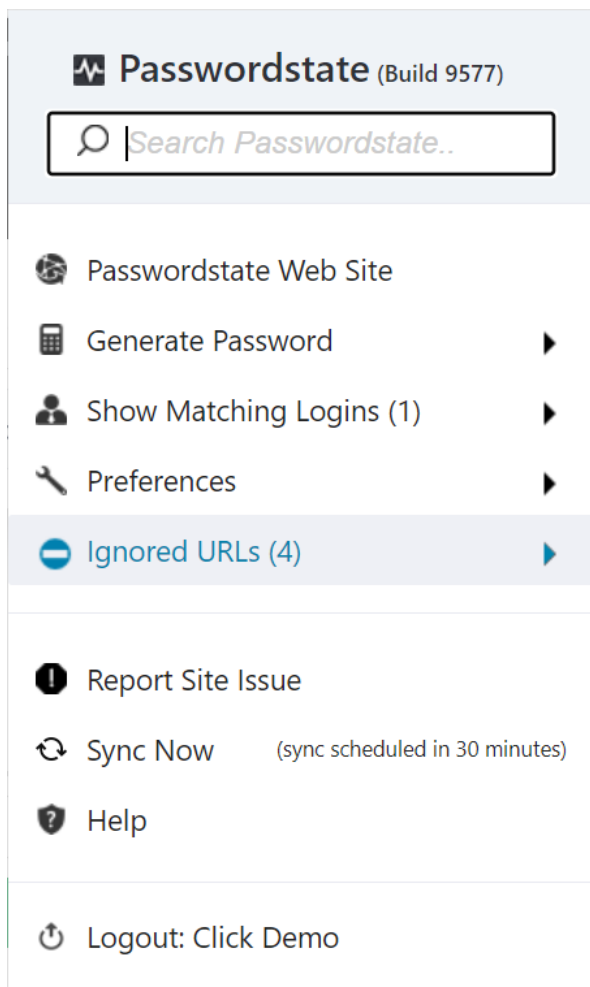 Passwordstate (Build 9577)
Search Passwordstate..
Passwordstate Web Site
Generate Password
Show Matching Logins (1)
Preferences
Ignored URLs (4)
Report Site Issue
Sync Now (sync scheduled in 30 minutes)
Help
Logout: Click Demo